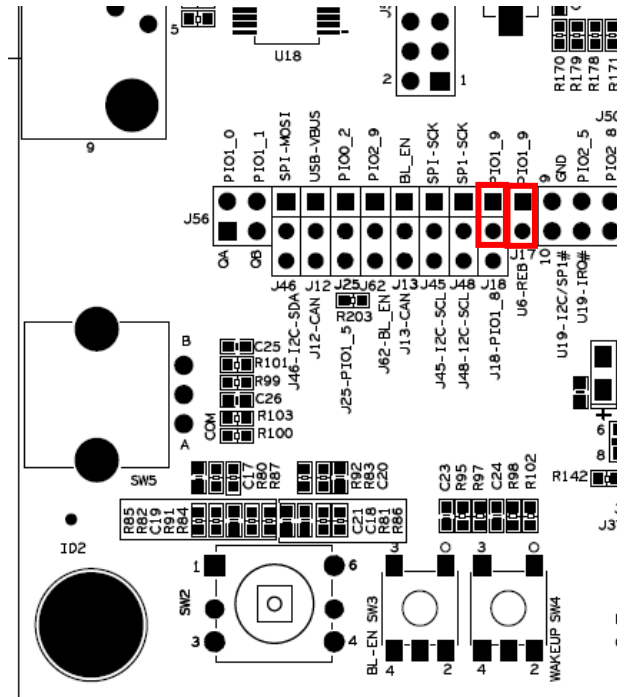 5
U18
2
1
R170
R179
R178
R171
9
J50
PIO1_0
PIO1_1
SPI-MOSI
USB-VBUS
PIO0_2
PIO2_9
BL_EN
SPI-SCK
SP1-SCK
PIO1_9
PIO1_9
9
GND
PIO2_5
PIO2_8
J56
QA
QB
J46
J12
J25
J62
J13
J45
J48
J18
J17
10
J46-I2C-SDA
J12-CAN
J25-PIO1_5
J62-BL_EN
J13-CAN
J45-I2C-SCL
J48-I2C-SCL
J18-PIO1_8
U6-REB
U19-I2C/SP1#
U19-IRQ#
R203
B
A
COM
C25
R101
R99
C26
R103
R100
SW5
+
6
8
R142
J3
C17
R80
R87
R92
R83
C20
C23
R95
R97
C24
R98
R102
R85
R82
C19
R91
R84
C21
C18
R81
R86
ID2
1
6
SW2
3
4
3
O
BL-EN SW3
4
2
3
O
WAKEUP SW4
4
2